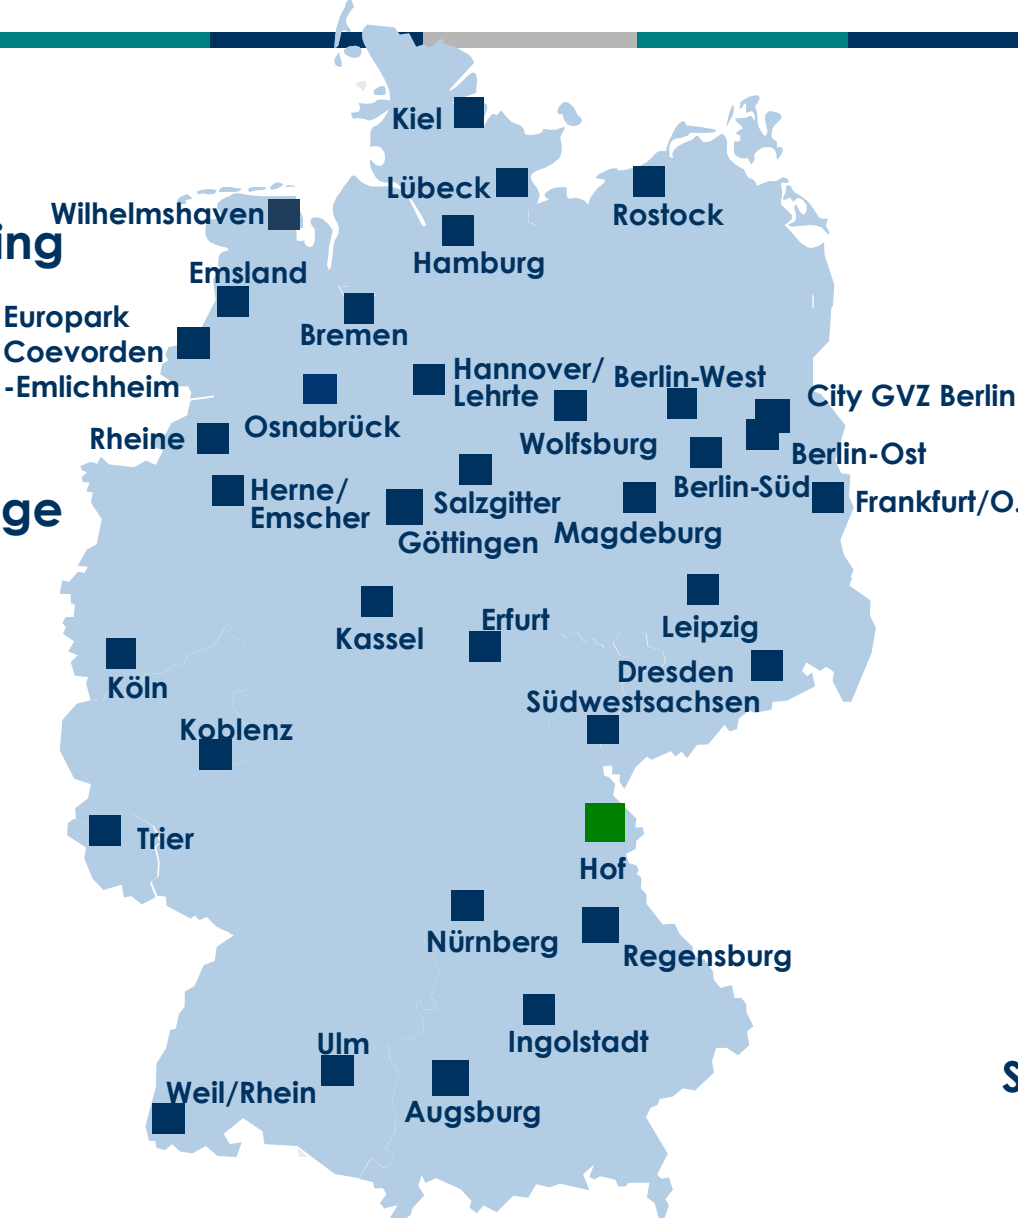 Kiel
Lübeck
Rostock
Wilhelmshaven
ing
Hamburg
Emsland
Europark
Coevorden
-Emlichheim
Bremen
Hannover/
Lehrte
Berlin-West
City GVZ Berlin
Osnabrück
Rheine
Wolfsburg
Berlin-Ost
Berlin-Süd
Herne/
Emscher
Salzgitter
Frankfurt/O.
ge
Göttingen
Magdeburg
Kassel
Erfurt
Leipzig
Dresden
Köln
Südwestsachsen
Koblenz
Trier
Hof
Nürnberg
Regensburg
Ingolstadt
Ulm
S
Weil/Rhein
Augsburg